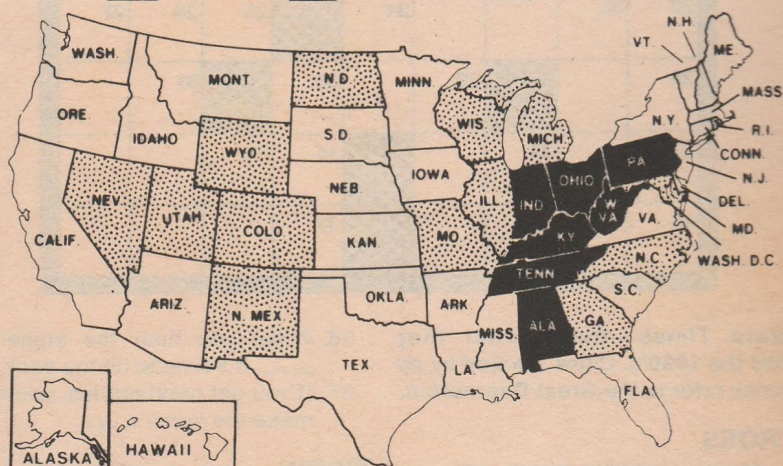 N.H.
VT.
ME.
WASH.
MONT.
N.D.
MINN.
ORE.
IDAHO
WYO.
S.D.
WIS.
MICH.
N.Y.
MASS.
R.I.
CONN.
N.J.
DEL.
MD.
WASH. D.C.
NEV.
UTAH
COLO.
NEB.
IOWA
ILL.
IND.
OHIO
PA.
W.
VA.
VA.
CALIF.
KAN.
MO.
KY.
N.C.
TENN.
S.C.
ARIZ.
N. MEX.
OKLA.
ARK.
MISS.
ALA.
GA.
TEX.
LA.
FLA.
ALASKA
HAWAII